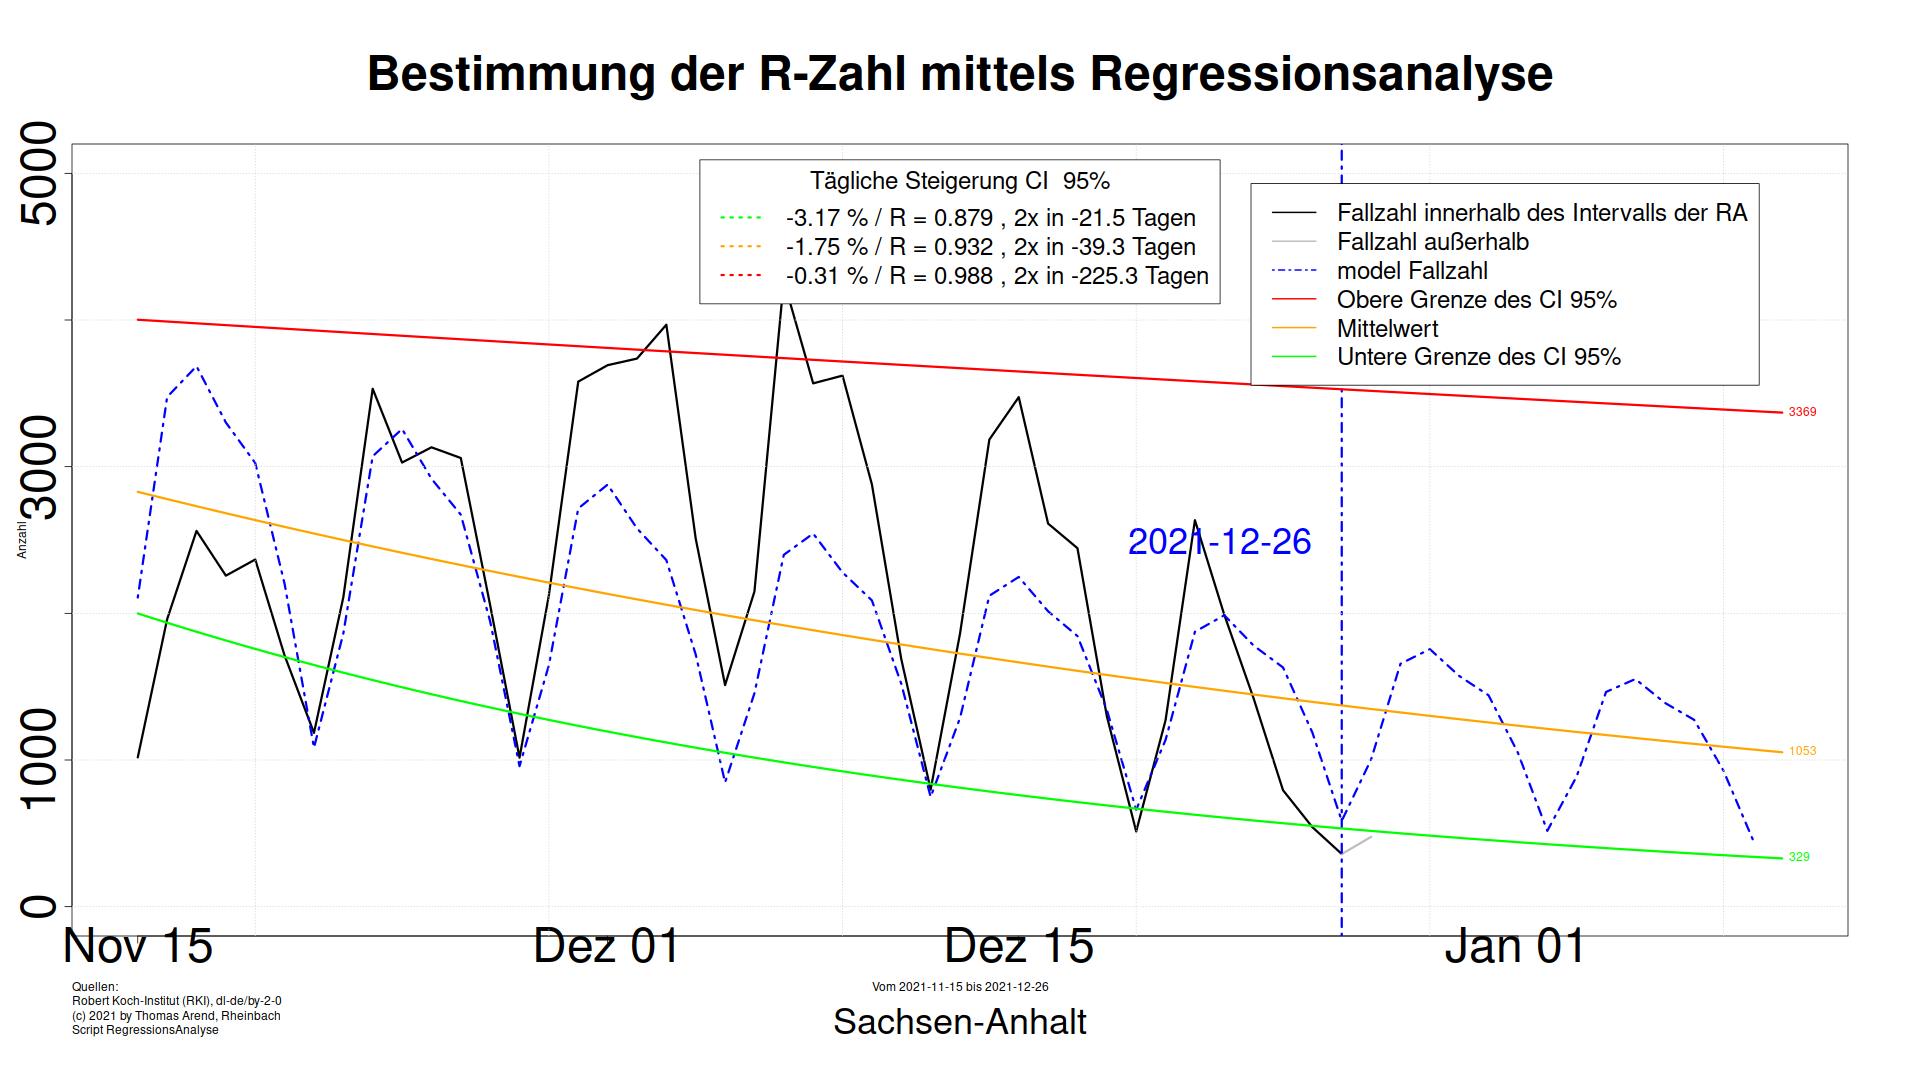 Bestimmung der R-Zahl mittels Regressionsanalyse
5000
3000
1000
0
Anzahl
Tägliche Steigerung CI 95%
-3.17 % / R = 0.879 , 2x in -21.5 Tagen
-1.75 % / R = 0.932 , 2x in -39.3 Tagen
-0.31 % / R = 0.988 , 2x in -225.3 Tagen
Fallzahl innerhalb des Intervalls der RA
Fallzahl außerhalb
model Fallzahl
Obere Grenze des CI 95%
Mittelwert
Untere Grenze des CI 95%
3369
2021-12-26
1053
329
Nov 15
Dez 01
Dez 15
Jan 01
Quellen:
Robert Koch-Institut (RKI), dl-de/by-2-0
(c) 2021 by Thomas Arend, Rheinbach
Script RegressionsAnalyse
Vom 2021-11-15 bis 2021-12-26
Sachsen-Anhalt